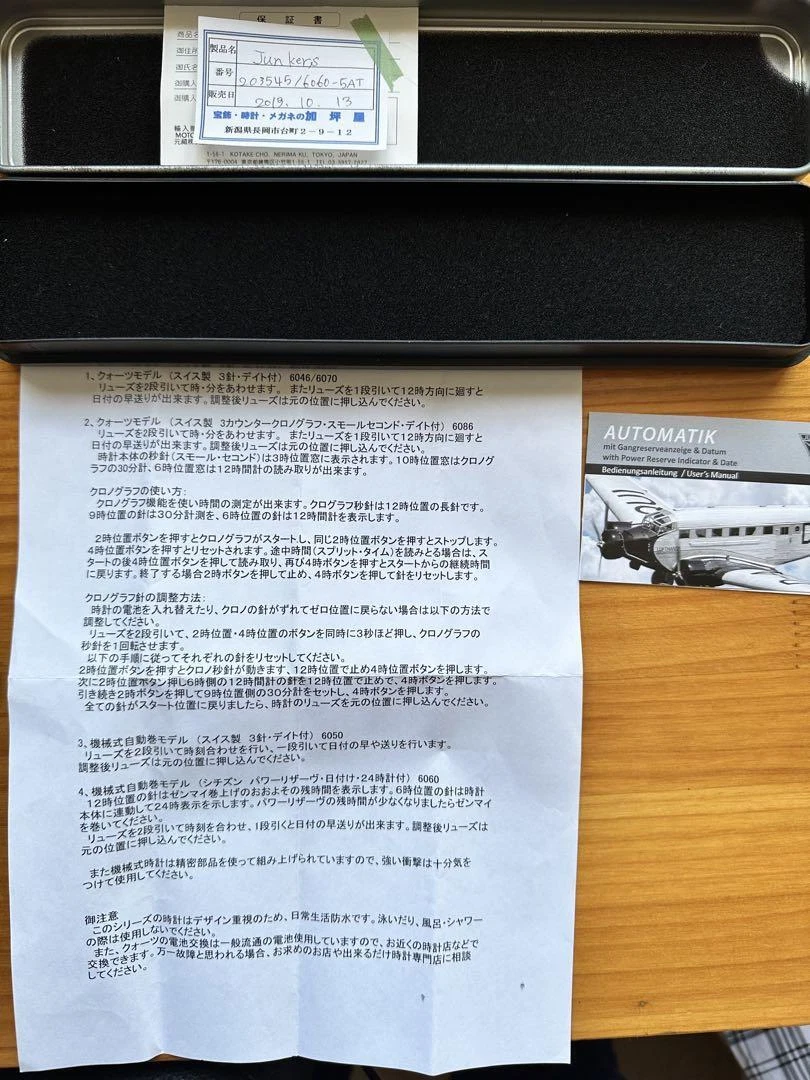 保証書
商品名
製品名 Junkers
御住所
番号 203545/6060-5AT
御氏名
販売日 2019. 10. 13
御購入
宝飾・時計・メガネの加坪屋
御購入
新潟県長岡市台町2-9-12
輸入
MOT
元細株
1-58-1 KOTAKE-CHO, NERIMA-KU, TOKYO, JAPAN
1、クォーツモデル (スイス製 3針・デイト付) 6046/6070
リューズを2段引いて時・分をあわせます。 またリューズを1段引いて12時方向に廻すと
日付の早送りが出来ます。調整後リューズは元の位置に押し込んでください。
2、クォーツモデル (スイス製 3カウンタークロノグラフ・スモールセコンド・デイト付) 6086
リューズを2段引いて時・分をあわせます。 またリューズを1段引いて12時方向に廻すと
日付の早送りが出来ます。調整後リューズは元の位置に押し込んでください。
時計本体の秒針(スモール・セコンド)は3時位窓に表示されます。10時位窓はクロノグ
ラフの30分計、6時位窓は12時間計の読み取りが出来ます。
クロノグラフの使い方:
クロノグラフ機能を使い時間の測定が出来ます。クログラ秒針は12時位置の長針です。
9時位置の針は30分計測を、6時位置の針は12時間計を表示します。
2時位置ボタンを押すとクロノグラフがスタートし、同じ2時位置ボタンを押すとストップします。
4時位置ボタンを押すとリセットされます。途中時間(スプリット・タイム)を読みとる場合は、ス
タートの後4時位置ボタンを押して読み取り、再び4時ボタンを押すとスタートからの継続時間
に戻ります。終了する場合2時ボタンを押して止め、4時ボタンを押して針をリセットします。
クロノグラフ針の調整方法:
時計の電池を入れ替えたり、クロノの針がずれてゼロ位置に戻らない場合は以下の方法で
調整してください。
リューズを2段引いて、2時位置・4時位置のボタンを同時に3秒ほど押し、クロノグラフの
秒針を1回転させます。
以下の手順に従ってそれぞれの針をリセットしてください。
2時位置ボタンを押すとクロノ秒針が動きます、12時位置で止め4時位置ボタンを押します。
次に2時位置ボタン押し6時側の12時間計の針を12時位置で止めて、4時ボタンを押します。
引き続き2時ボタンを押して9時位置側の30分計をセットし、4時ボタンを押します。
全ての針がスタート位置に戻りましたら、時計のリューズを元の位置に押し込んでください。
3、機械式自動巻モデル (スイス製 3針・デイト付) 6050
リューズを2段引いて時刻合わせを行い、一段引いて日付の早や送りを行います。
調整後リューズは元の位置に押し込んでください。
4、機械式自動巻モデル (シチズン パワーリザーヴ・日付け・24時計付) 6060
12時位置の針はゼンマイ巻上げのおおよその残時間を表示します。6時位置の針は時計
本体に連動して24時表示を示します。パワーリザーヴの残時間が少なくなりましたらゼンマイ
を巻いてください。
リューズを2段引いて時刻を合わせ、1段引くと日付の早送りが出来ます。調整後リューズは
元の位置に押し込んでください。
また機械式時計は精密部品を使って組み上げられていますので、強い衝撃は十分気を
つけて使用してください。
御注意
このシリーズの時計はデザイン重視のため、日常生活防水です。泳いだり、風呂・シャワー
の際は使用しないでください。
また、クォーツの電池交換は一般流通の電池使用していますので、お近くの時計店などで
交換できます。万一故障と思われる場合、お求めのお店や出来るだけ時計専門店に相談
してください。
AUTOMATIK
mit Gangreserveanzeige & Datum
with Power Reserve Indicator & Date
Bedienungsanleitung / User's Manual